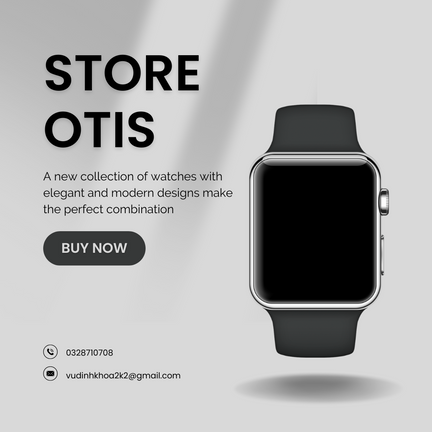 STORE
OTIS
A new collection of watches with
elegant and modern designs make
the perfect combination
BUY NOW
0328710708
vudinhkhoa2k2@gmail.com